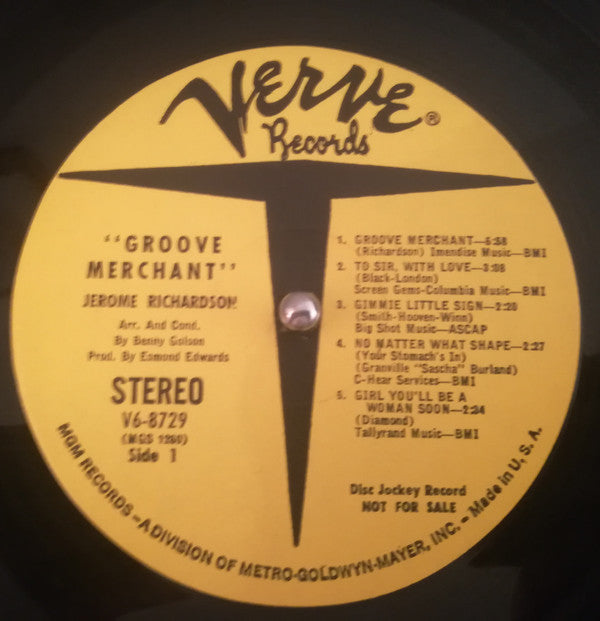 VERVE®
Records
"GROOVE
MERCHANT"
JEROME RICHARDSON
Arr. And Cond.
By Benny Golson
Prod. By Esmond Edwards
STEREO
V6-8729
(MGS 1260)
Side 1
1. GROOVE MERCHANT—6:58
(Richardson) Imendise Music—BMI
2. TO SIR, WITH LOVE—3:08
(Black-London)
Screen Gems-Columbia Music—BMI
3. GIMMIE LITTLE SIGN—2:20
(Smith-Hooven-Winn)
Big Shot Music—ASCAP
4. NO MATTER WHAT SHAPE—2:27
(Your Stomach's In)
(Granville "Sascha" Burland)
C-Hear Services—BMI
5. GIRL YOU'LL BE A
WOMAN SOON—2:34
(Diamond)
Tallyrand Music—BMI
Disc Jockey Record
NOT FOR SALE
MGM RECORDS – A DIVISION OF METRO-GOLDWYN-MAYER, INC. – Made in U.S.A.